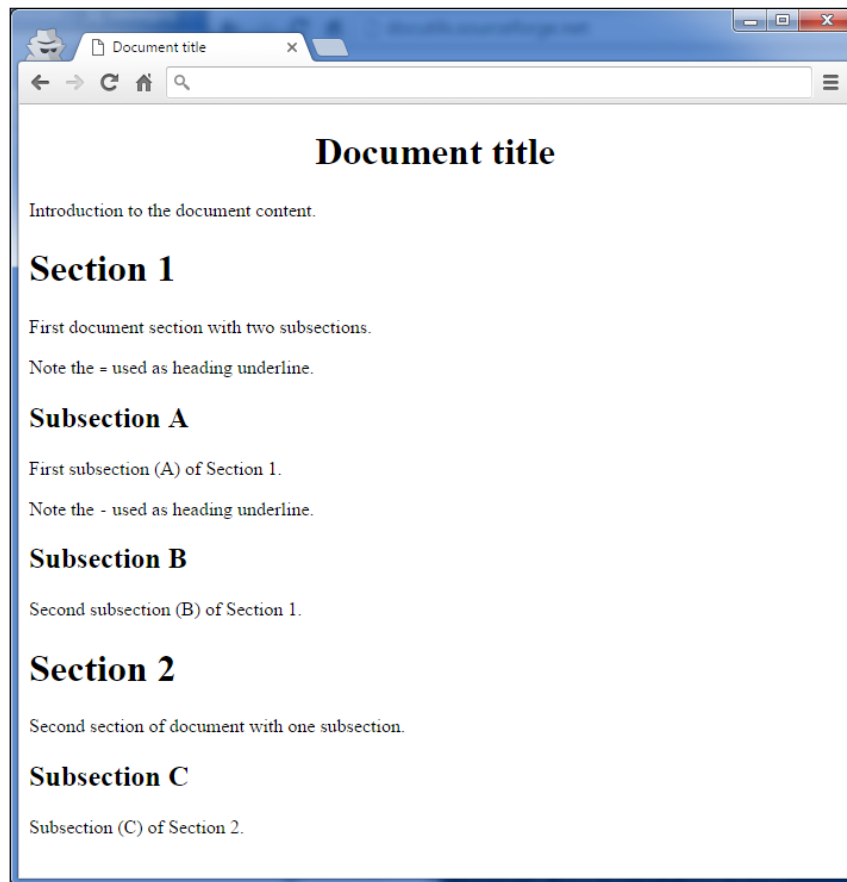 Document title
Document title
Introduction to the document content.
Section 1
First document section with two subsections.
Note the = used as heading underline.
Subsection A
First subsection (A) of Section 1.
Note the - used as heading underline.
Subsection B
Second subsection (B) of Section 1.
Section 2
Second section of document with one subsection.
Subsection C
Subsection (C) of Section 2.